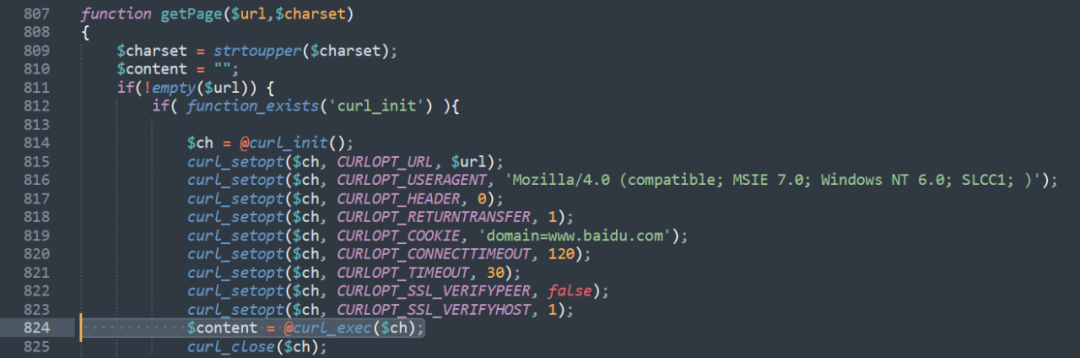 807 function getPage($url,$charset)
808 {
809 $charset = strtoupper($charset);
810 $content = "";
811 if(!empty($url)) {
812 if( function_exists('curl_init') ){
813
814 $ch = @curl_init();
815 curl_setopt($ch, CURLOPT_URL, $url);
816 curl_setopt($ch, CURLOPT_USERAGENT, 'Mozilla/4.0 (compatible; MSIE 7.0; Windows NT 6.0; SLCC1; )');
817 curl_setopt($ch, CURLOPT_HEADER, 0);
818 curl_setopt($ch, CURLOPT_RETURNTRANSFER, 1);
819 curl_setopt($ch, CURLOPT_COOKIE, 'domain=www.baidu.com');
820 curl_setopt($ch, CURLOPT_CONNECTTIMEOUT, 120);
821 curl_setopt($ch, CURLOPT_TIMEOUT, 30);
822 curl_setopt($ch, CURLOPT_SSL_VERIFYPEER, false);
823 curl_setopt($ch, CURLOPT_SSL_VERIFYHOST, 1);
824 $content = @curl_exec($ch);
825 curl_close($ch);